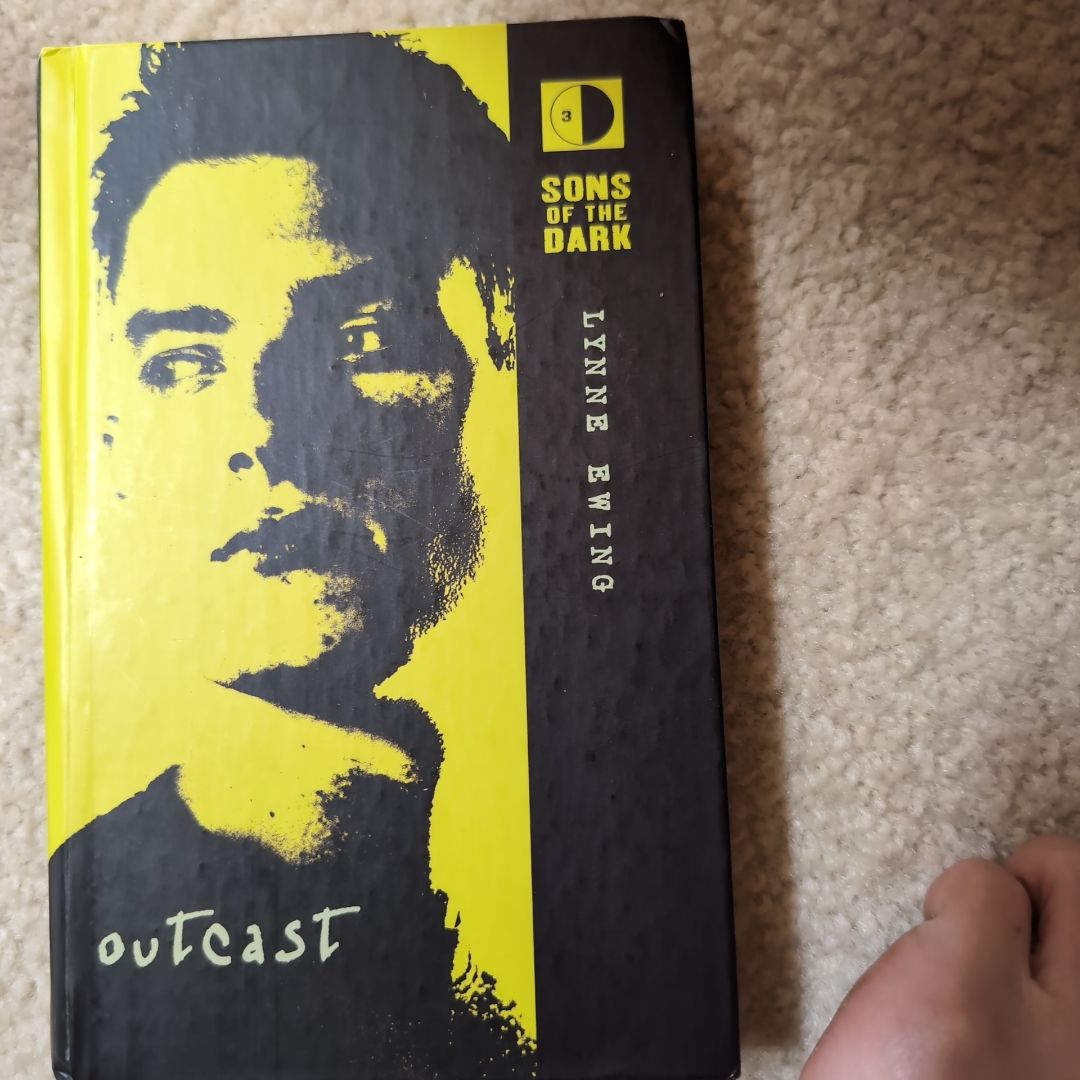 3
SONS
OF THE
DARK
LYNNE EWING
outcast